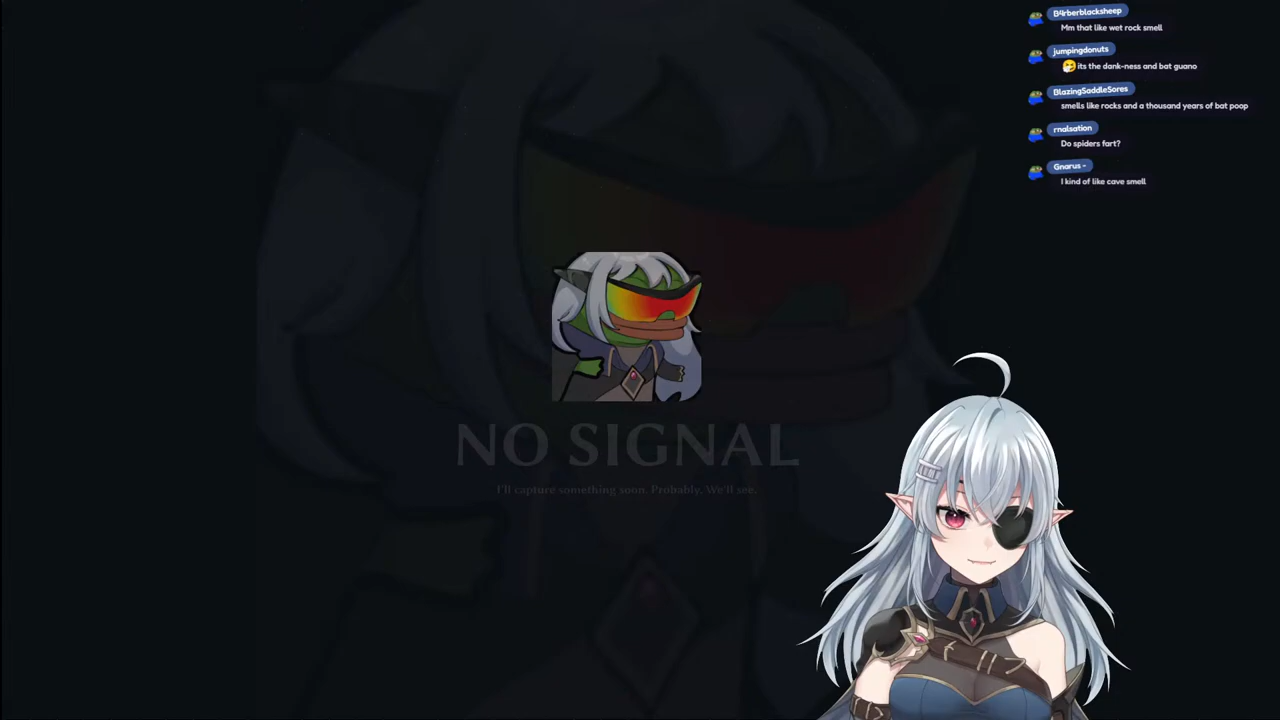 B4rberblacksheep
Mm that like wet rock smell
jumpingdonuts
its the dank-ness and bat guano
BlazingSaddleSores
smells like rocks and a thousand years of bat poop
rnalsation
Do spiders fart?
Gnarus -
I kind of like cave smell
NO SIGNAL
I'll capture something soon. Probably. We'll see.